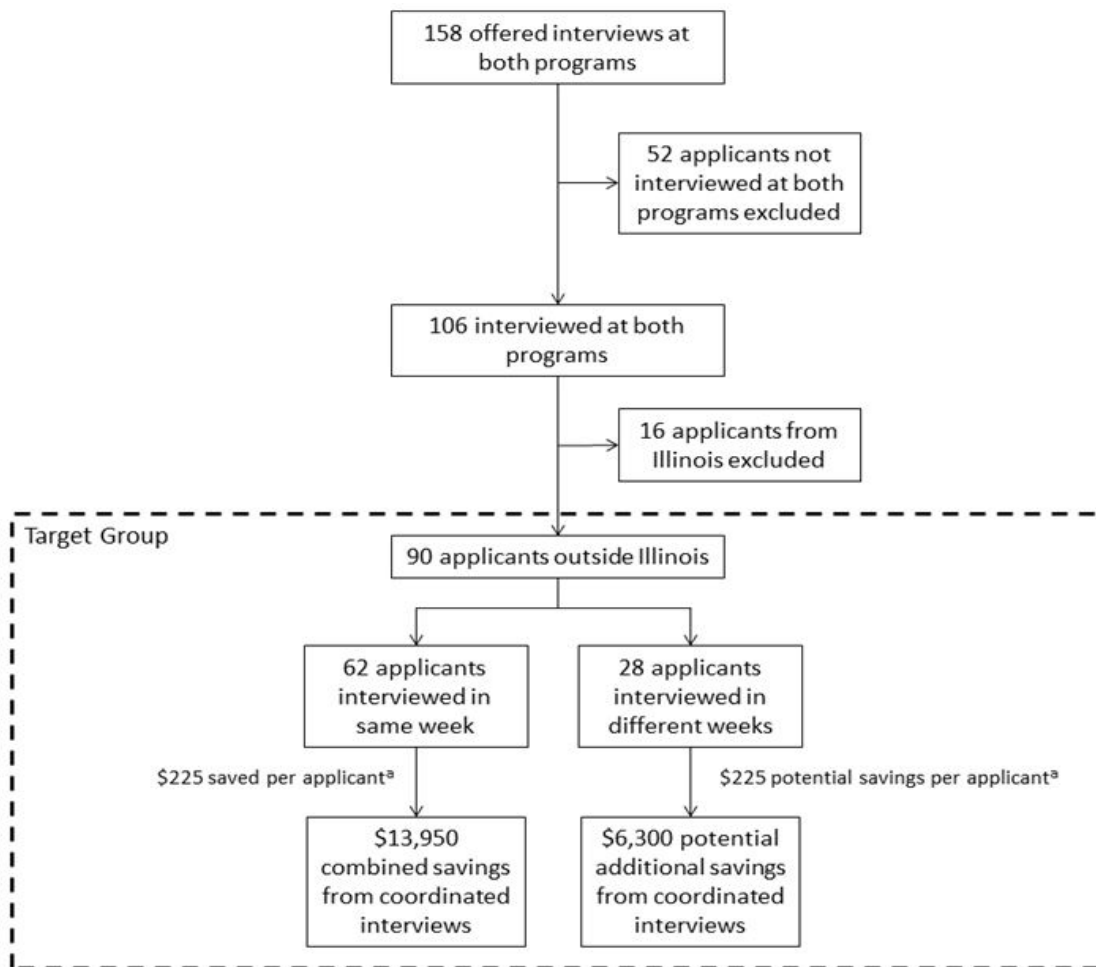 158 offered interviews at
both programs
52 applicants not
interviewed at both
programs excluded
106 interviewed at both
programs
16 applicants from
Illinois excluded
Target Group
90 applicants outside Illinois
62 applicants
interviewed in
same week
28 applicants
interviewed in
different weeks
$225 saved per applicantᵃ
$225 potential savings per applicantᵃ
$13,950
combined savings
from coordinated
interviews
$6,300 potential
additional savings
from coordinated
interviews